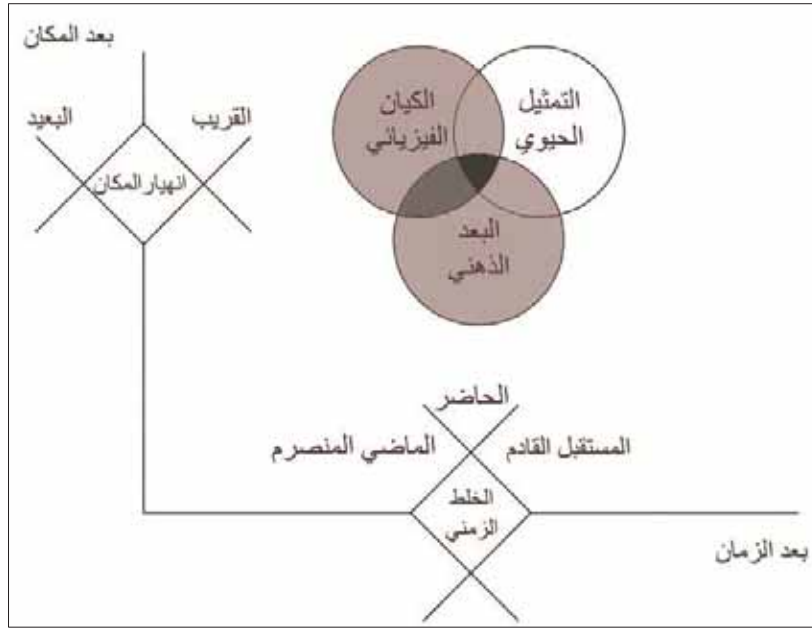 بعد المكان
البعيد
القريب
انهيار المكان
التمثيل
الحيوي
الكيان
الفيزيائي
البعد
الذهني
الحاضر
المستقبل القادم
الماضي المنصرم
الخلط
الزمني
بعد الزمان